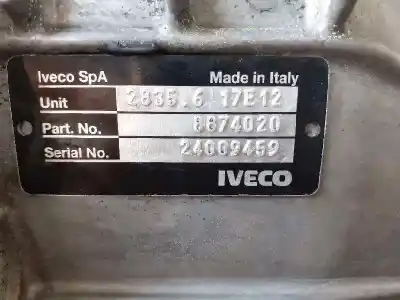 Iveco SpA Made in Italy
Unit 2835.6 17E12
Part. No. 8874020
Serial No. 24009459
IVECO